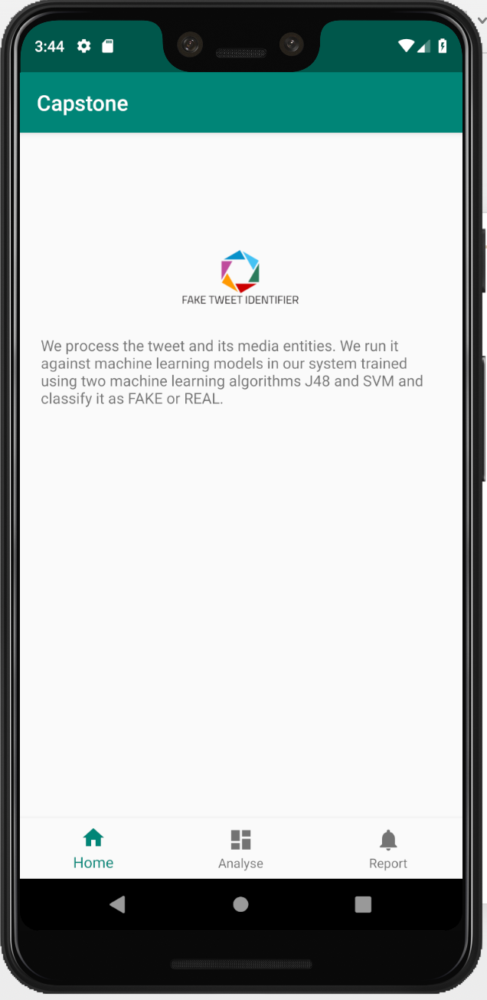 3:44
Capstone
FAKE TWEET IDENTIFIER
We process the tweet and its media entities. We run it
against machine learning models in our system trained
using two machine learning algorithms J48 and SVM and
classify it as FAKE or REAL.
Home
Analyse
Report